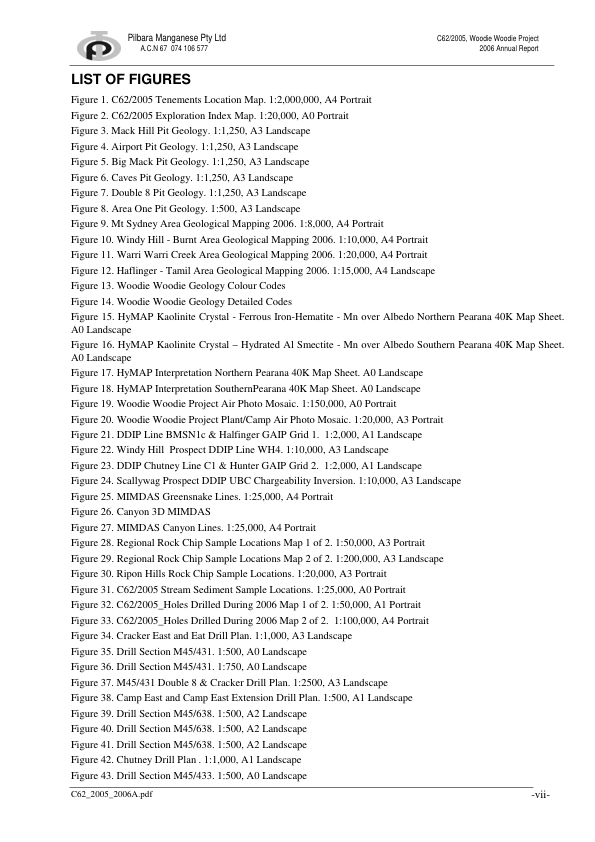 Pilbara Manganese Pty Ltd
A.C.N 67 074 106 577
C62/2005, Woodie Woodie Project
2006 Annual Report
LIST OF FIGURES
Figure 1. C62/2005 Tenements Location Map. 1:2,000,000, A4 Portrait
Figure 2. C62/2005 Exploration Index Map. 1:20,000, A0 Portrait
Figure 3. Mack Hill Pit Geology. 1:1,250, A3 Landscape
Figure 4. Airport Pit Geology. 1:1,250, A3 Landscape
Figure 5. Big Mack Pit Geology. 1:1,250, A3 Landscape
Figure 6. Caves Pit Geology. 1:1,250, A3 Landscape
Figure 7. Double 8 Pit Geology. 1:1,250, A3 Landscape
Figure 8. Area One Pit Geology. 1:500, A3 Landscape
Figure 9. Mt Sydney Area Geological Mapping 2006. 1:8,000, A4 Portrait
Figure 10. Windy Hill - Burnt Area Geological Mapping 2006. 1:10,000, A4 Portrait
Figure 11. Warri Warri Creek Area Geological Mapping 2006. 1:20,000, A4 Portrait
Figure 12. Haflinger - Tamil Area Geological Mapping 2006. 1:15,000, A4 Landscape
Figure 13. Woodie Woodie Geology Colour Codes
Figure 14. Woodie Woodie Geology Detailed Codes
Figure 15. HyMAP Kaolinite Crystal - Ferrous Iron-Hematite - Mn over Albedo Northern Pearana 40K Map Sheet.
A0 Landscape
Figure 16. HyMAP Kaolinite Crystal – Hydrated Al Smectite - Mn over Albedo Southern Pearana 40K Map Sheet.
A0 Landscape
Figure 17. HyMAP Interpretation Northern Pearana 40K Map Sheet. A0 Landscape
Figure 18. HyMAP Interpretation SouthernPearana 40K Map Sheet. A0 Landscape
Figure 19. Woodie Woodie Project Air Photo Mosaic. 1:150,000, A0 Portrait
Figure 20. Woodie Woodie Project Plant/Camp Air Photo Mosaic. 1:20,000, A3 Portrait
Figure 21. DDIP Line BMSN1c & Halfinger GAIP Grid 1. 1:2,000, A1 Landscape
Figure 22. Windy Hill Prospect DDIP Line WH4. 1:10,000, A3 Landscape
Figure 23. DDIP Chutney Line C1 & Hunter GAIP Grid 2. 1:2,000, A1 Landscape
Figure 24. Scallywag Prospect DDIP UBC Chargeability Inversion. 1:10,000, A3 Landscape
Figure 25. MIMDAS Greensnake Lines. 1:25,000, A4 Portrait
Figure 26. Canyon 3D MIMDAS
Figure 27. MIMDAS Canyon Lines. 1:25,000, A4 Portrait
Figure 28. Regional Rock Chip Sample Locations Map 1 of 2. 1:50,000, A3 Portrait
Figure 29. Regional Rock Chip Sample Locations Map 2 of 2. 1:200,000, A3 Landscape
Figure 30. Ripon Hills Rock Chip Sample Locations. 1:20,000, A3 Portrait
Figure 31. C62/2005 Stream Sediment Sample Locations. 1:25,000, A0 Portrait
Figure 32. C62/2005_Holes Drilled During 2006 Map 1 of 2. 1:50,000, A1 Portrait
Figure 33. C62/2005_Holes Drilled During 2006 Map 2 of 2. 1:100,000, A4 Portrait
Figure 34. Cracker East and Eat Drill Plan. 1:1,000, A3 Landscape
Figure 35. Drill Section M45/431. 1:500, A0 Landscape
Figure 36. Drill Section M45/431. 1:750, A0 Landscape
Figure 37. M45/431 Double 8 & Cracker Drill Plan. 1:2500, A3 Landscape
Figure 38. Camp East and Camp East Extension Drill Plan. 1:500, A1 Landscape
Figure 39. Drill Section M45/638. 1:500, A2 Landscape
Figure 40. Drill Section M45/638. 1:500, A2 Landscape
Figure 41. Drill Section M45/638. 1:500, A2 Landscape
Figure 42. Chutney Drill Plan . 1:1,000, A1 Landscape
Figure 43. Drill Section M45/433. 1:500, A0 Landscape
C62_2005_2006A.pdf
-vii-